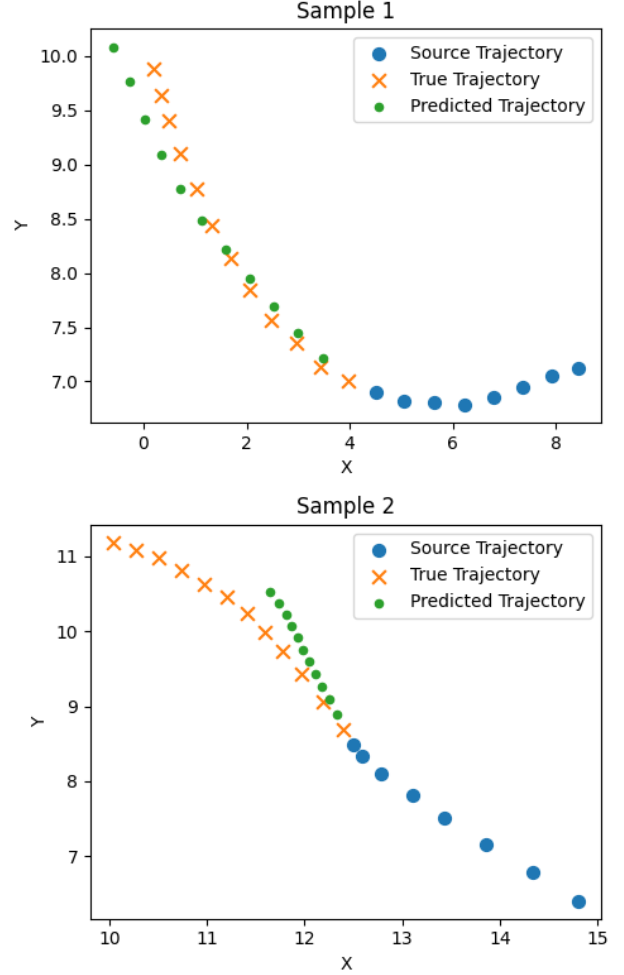 Sample 1
10.0
9.5
9.0
8.5
8.0
7.5
7.0
Y
Source Trajectory
True Trajectory
Predicted Trajectory
0 2 4 6 8
X
Sample 2
11
10
9
8
7
Y
Source Trajectory
True Trajectory
Predicted Trajectory
10 11 12 13 14 15
X